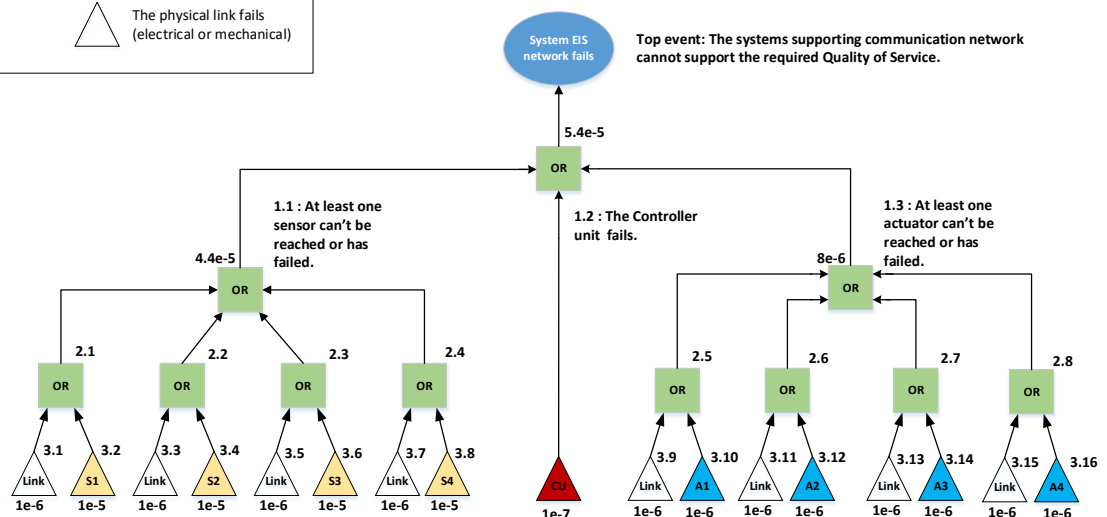 The physical link fails
(electrical or mechanical)
System EIS
network fails
Top event: The systems supporting communication network
cannot support the required Quality of Service.
5.4e-5
OR
1.1 : At least one
sensor can't be
reached or has
failed.
1.2 : The Controller
unit fails.
1.3 : At least one
actuator can't be
reached or has
failed.
4.4e-5
OR
8e-6
OR
2.1
OR
2.2
OR
2.3
OR
2.4
OR
2.5
OR
2.6
OR
2.7
OR
2.8
OR
3.1
Link
1e-6
3.2
S1
1e-5
3.3
Link
1e-6
3.4
S2
1e-5
3.5
Link
1e-6
3.6
S3
1e-5
3.7
Link
1e-6
3.8
S4
1e-5
CU
1e-7
3.9
Link
1e-6
3.10
A1
1e-6
3.11
Link
1e-6
3.12
A2
1e-6
3.13
Link
1e-6
3.14
A3
1e-6
3.15
Link
1e-6
3.16
A4
1e-6